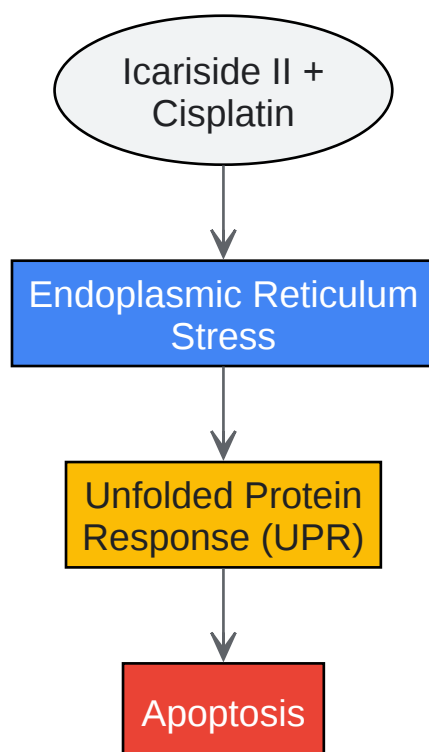 Icariside II +
Cisplatin
Endoplasmic Reticulum
Stress
Unfolded Protein
Response (UPR)
Apoptosis